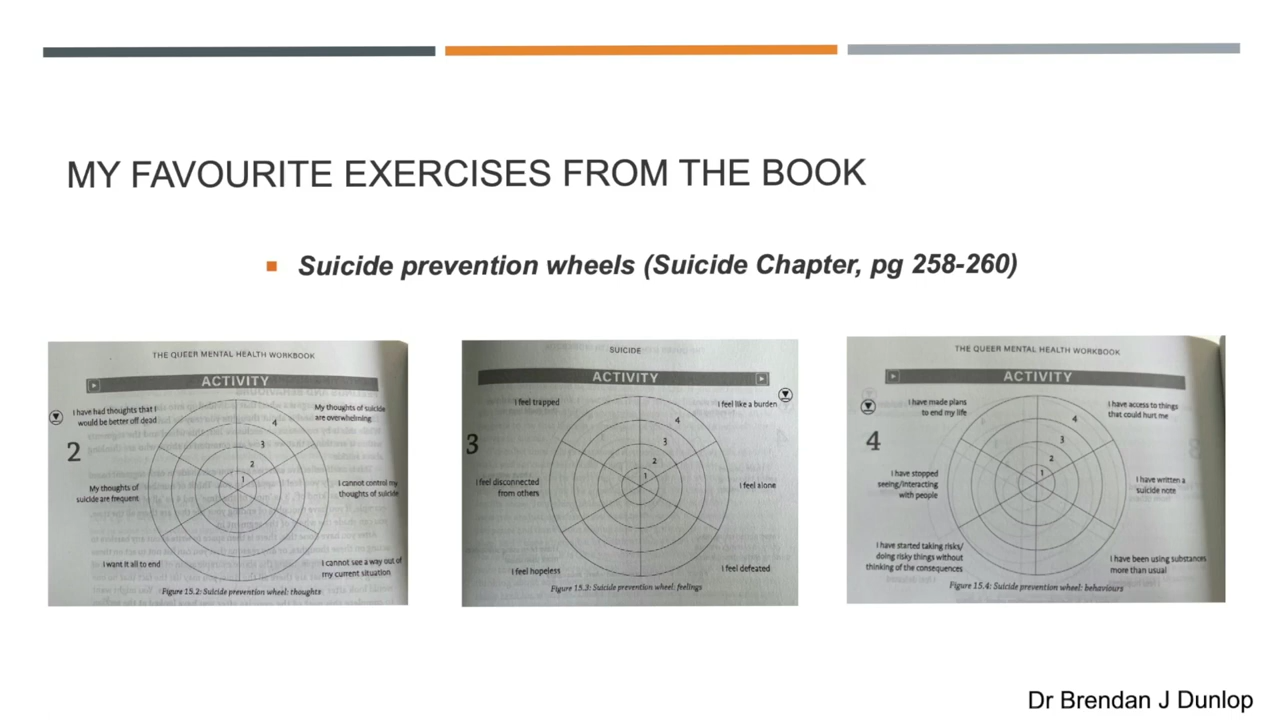 MY FAVOURITE EXERCISES FROM THE BOOK
Suicide prevention wheels (Suicide Chapter, pg 258-260)
THE QUEER MENTAL HEALTH WORKBOOK
ACTIVITY
I have had thoughts that I
would be better off dead
My thoughts of suicide
are overwhelming
2
4
3
2
1
My thoughts of
suicide are frequent
I cannot control my
thoughts of suicide
I want it all to end
I cannot see a way out of
my current situation
Figure 15.2: Suicide prevention wheel: thoughts
SUICIDE
ACTIVITY
I feel trapped
I feel like a burden
3
4
3
2
1
I feel disconnected
from others
I feel alone
I feel hopeless
I feel defeated
Figure 15.3: Suicide prevention wheel: feelings
THE QUEER MENTAL HEALTH WORKBOOK
ACTIVITY
I have made plans
to end my life
I have access to things
that could hurt me
4
4
3
2
1
I have stopped
seeing/interacting
with people
I have written a
suicide note
I have started taking risks/
doing risky things without
thinking of the consequences
I have been using substances
more than usual
Figure 15.4: Suicide prevention wheel: behaviours
Dr Brendan J Dunlop